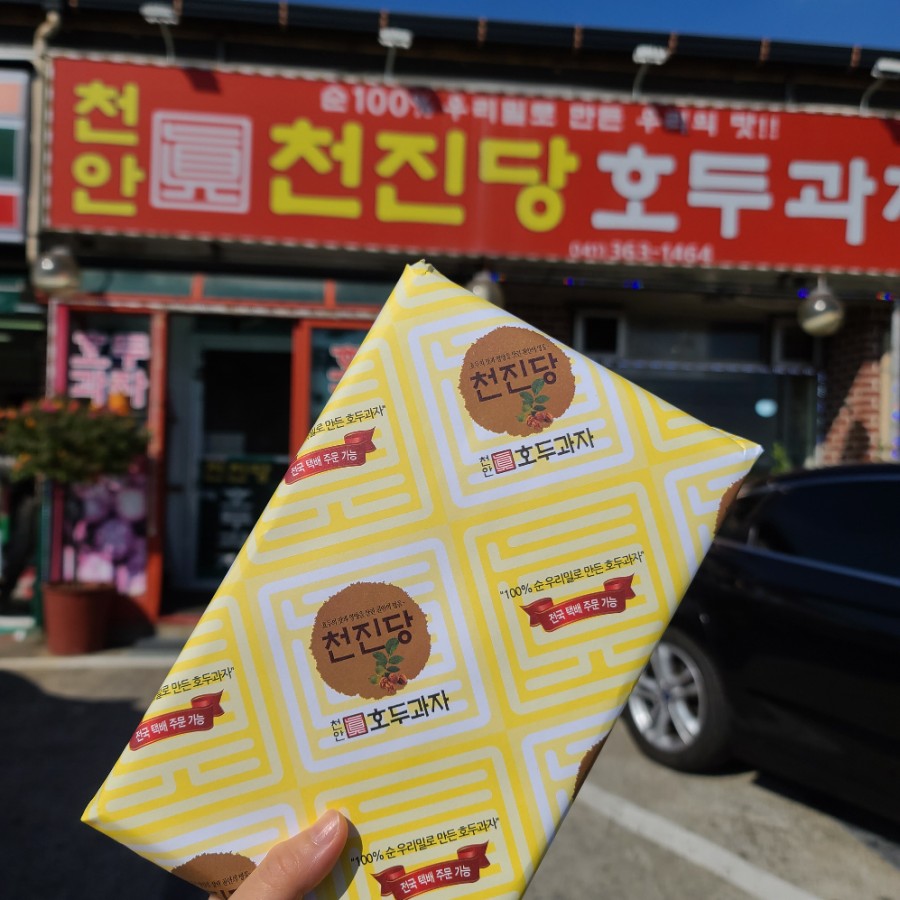 순100% 우리밀로 만든 우리의 맛!!
천안 眞 천진당 호두과자
(041) 363-1464
호두과자
천진당
천안 眞 호두과자
밀로 만든 호두과자"
전국 택배 주문 가능
"100% 순 우리밀로 만든 호두과자"
전국 택배 주문 가능
천진당
천안 眞 호두과자
밀로 만든 호두과자"
전국 택배 주문 가능
"100% 순 우리밀로 만든 호두과자"
전국 택배 주문 가능